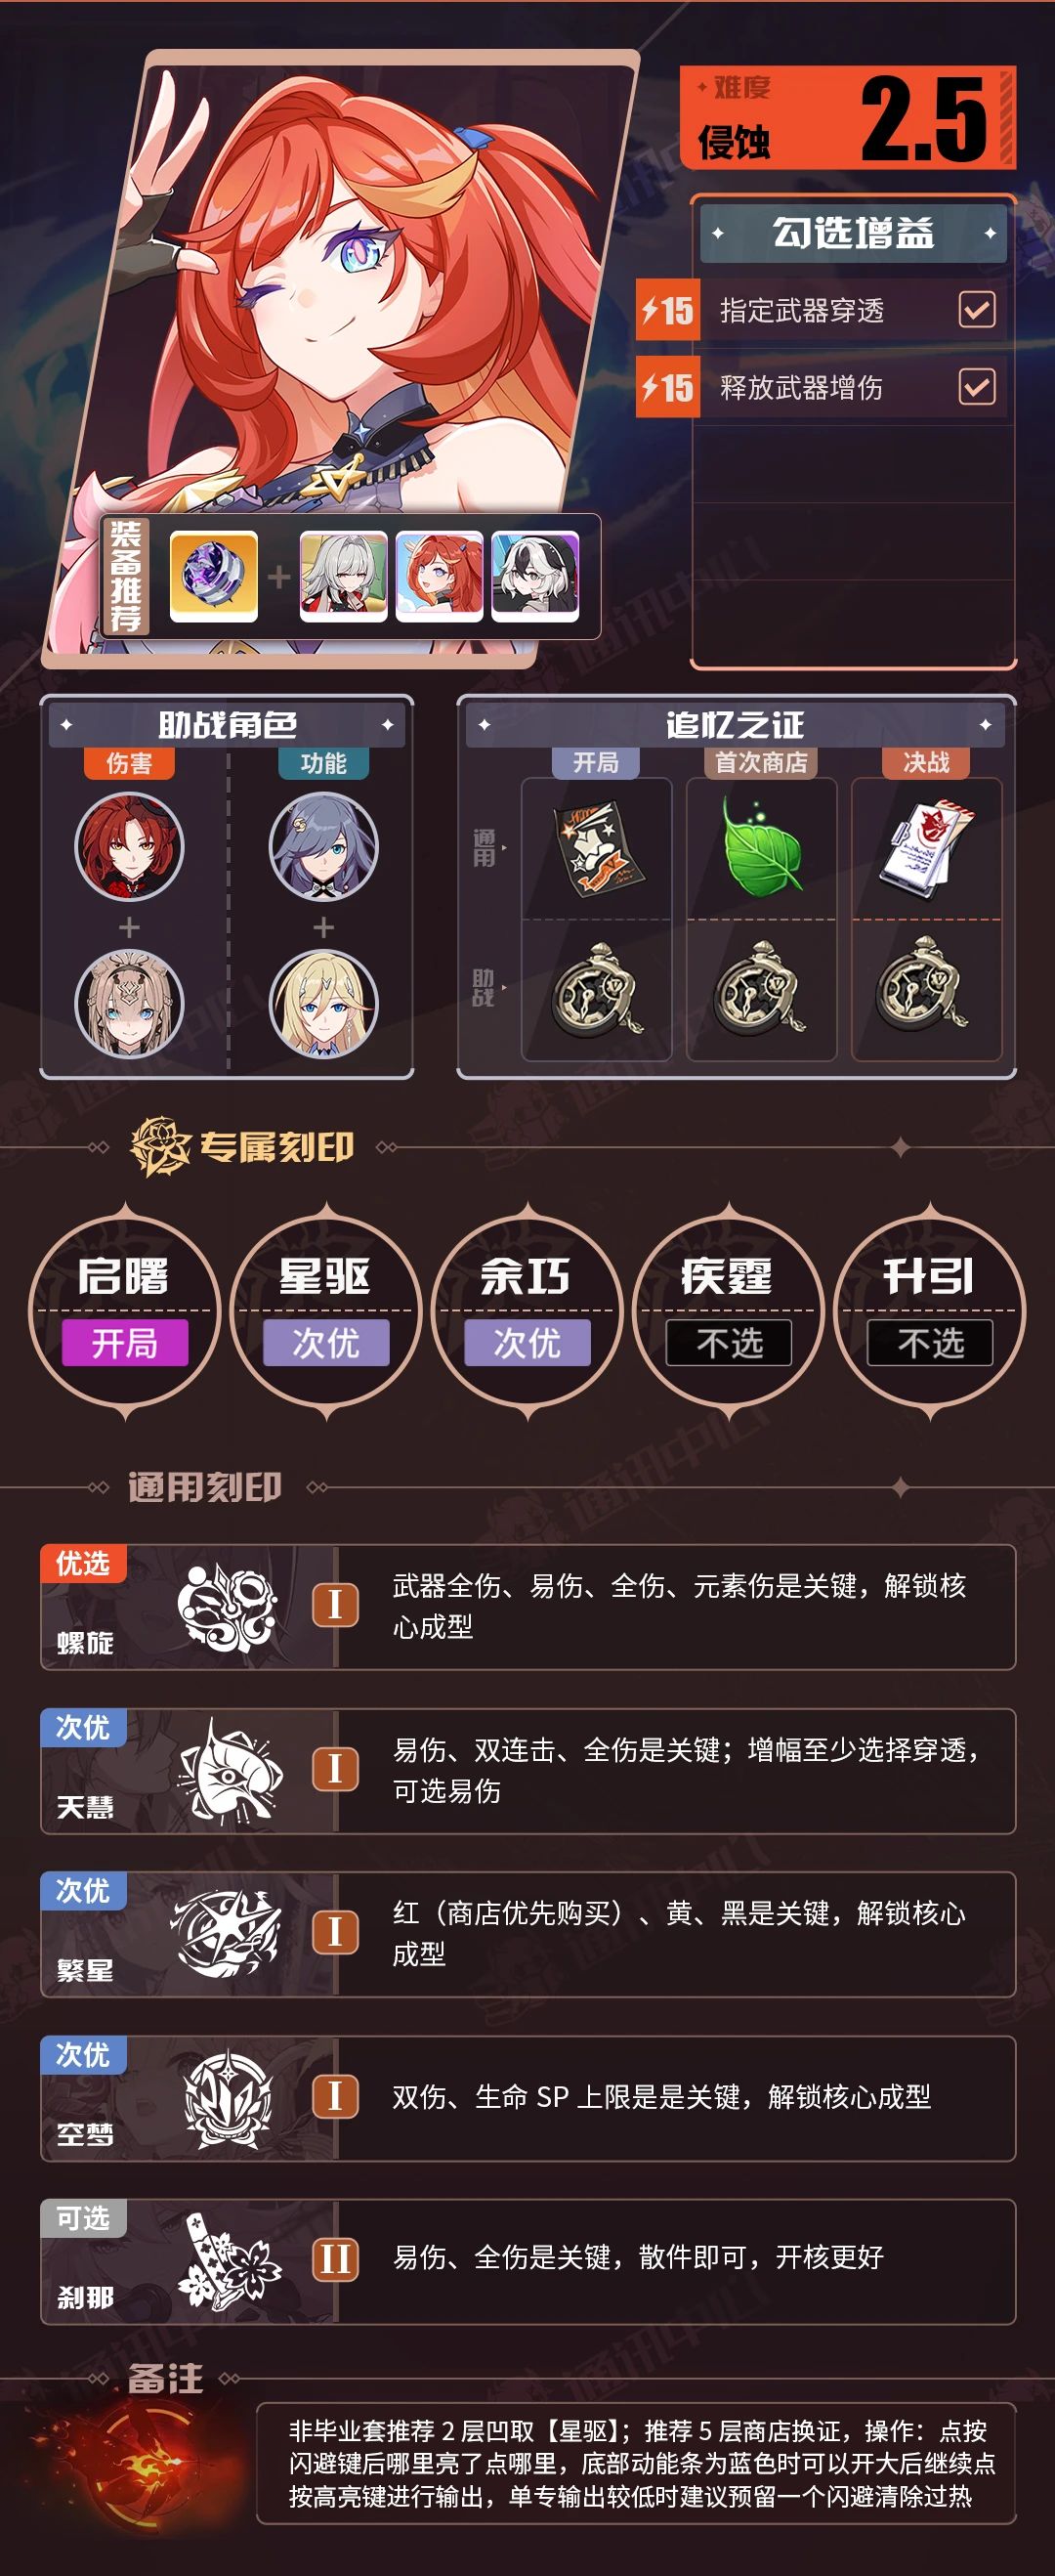 难度
侵蚀
2.5
勾选增益
15 指定武器穿透
15 释放武器增伤
装备推荐
助战角色
伤害
功能
追忆之证
开局
首次商店
决战
通用
助战
专属刻印
启曙
开局
星驱
次优
余巧
次优
疾霆
不选
升引
不选
通用刻印
优选
螺旋
I
武器全伤、易伤、全伤、元素伤是关键，解锁核
心成型
次优
天慧
I
易伤、双连击、全伤是关键；增幅至少选择穿透，
可选易伤
次优
繁星
I
红（商店优先购买）、黄、黑是关键，解锁核心
成型
次优
空梦
I
双伤、生命 SP 上限是是关键，解锁核心成型
可选
刹那
II
易伤、全伤是关键，散件即可，开核更好
备注
非毕业套推荐 2 层凹取【星驱】；推荐 5 层商店换证，操作：点按
闪避键后哪里亮了点哪里，底部动能条为蓝色时可以开大后继续点
按高亮键进行输出，单专输出较低时建议预留一个闪避清除过热
通讯中心